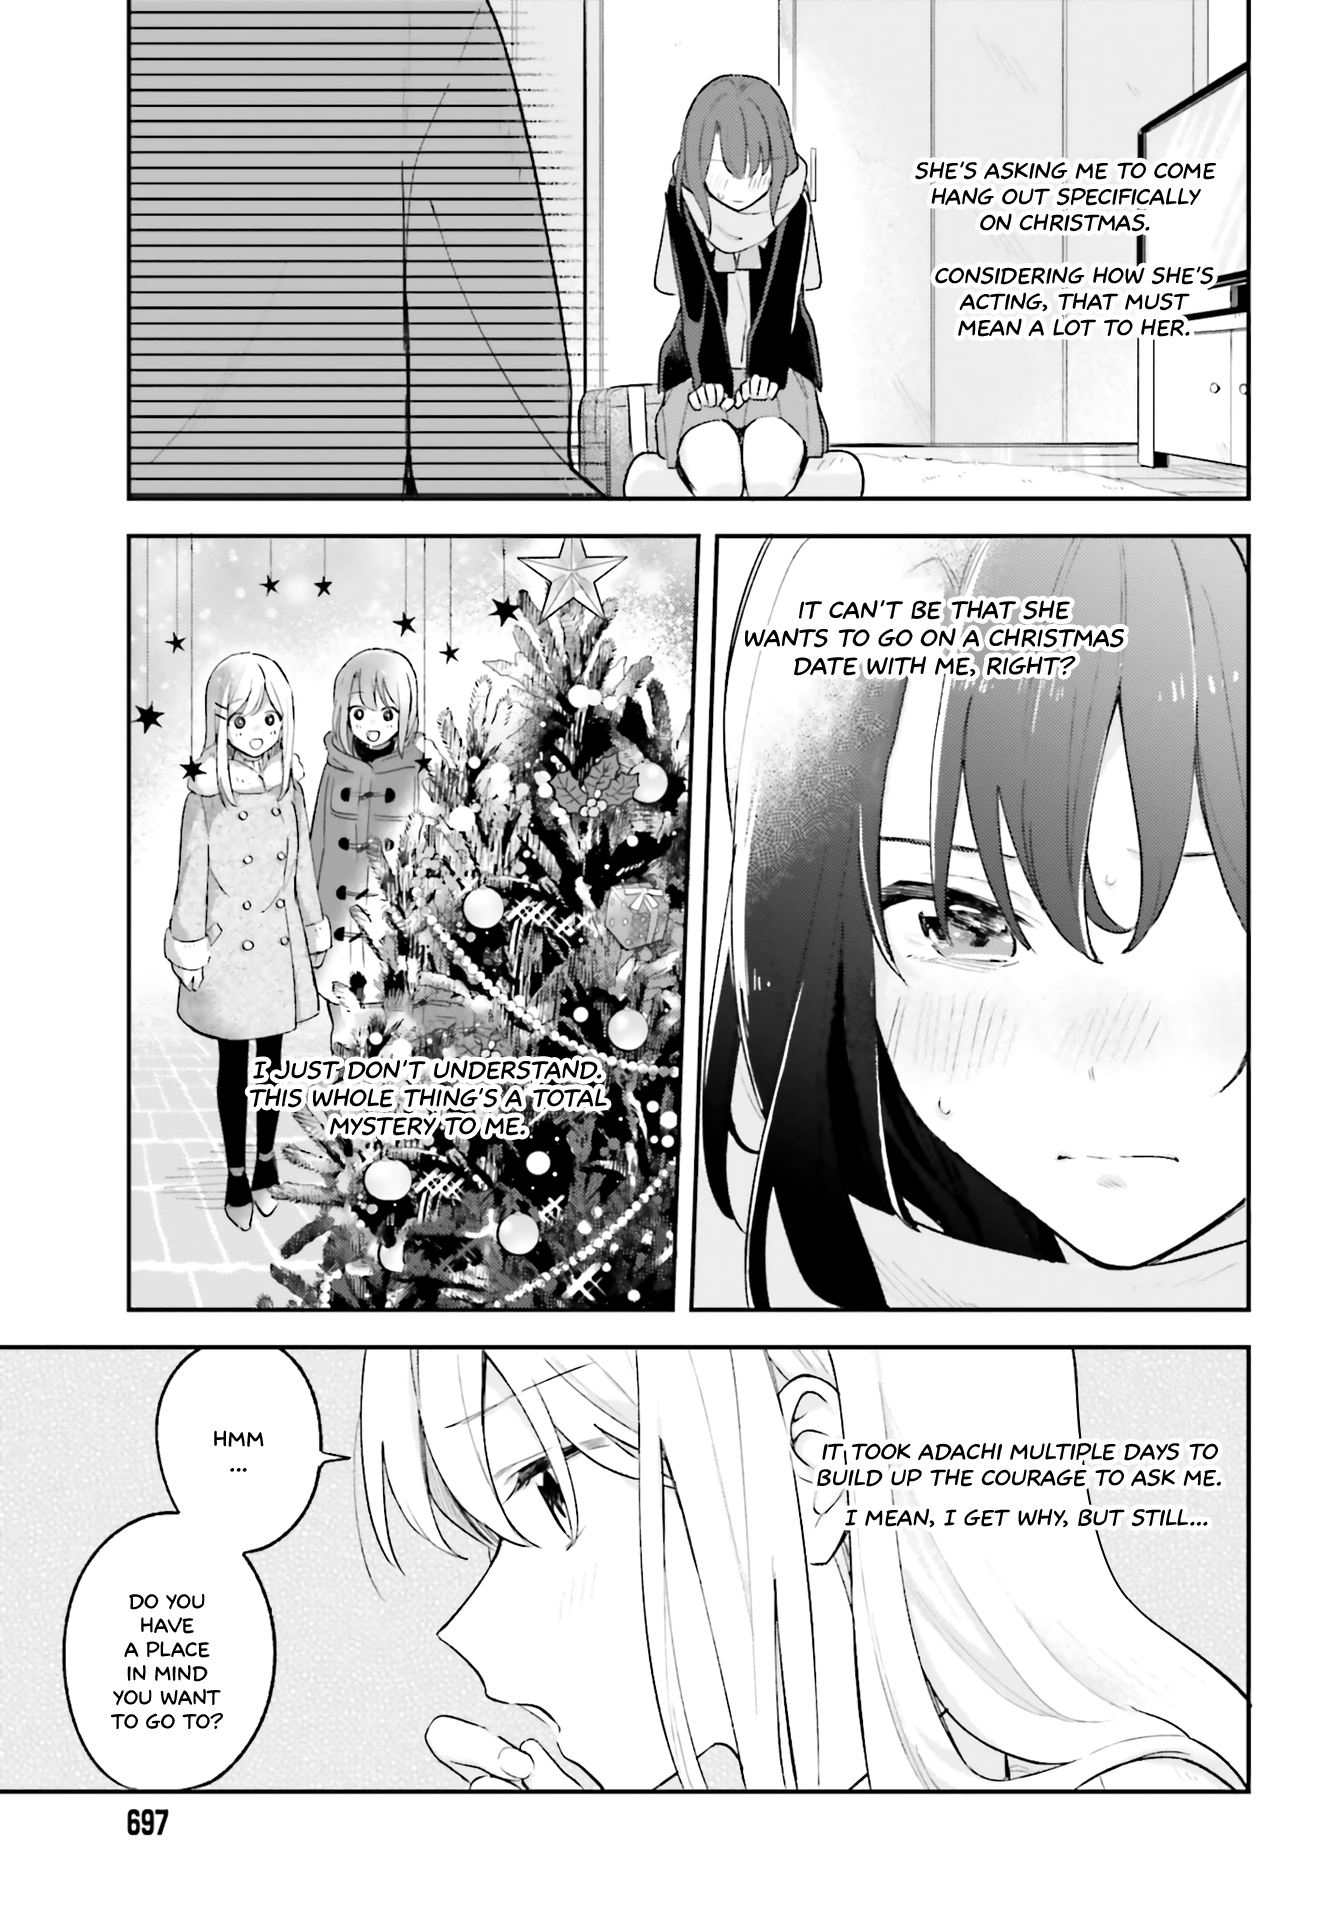 SHE'S ASKING ME TO COME
HANG OUT SPECIFICALLY
ON CHRISTMAS.
CONSIDERING HOW SHE'S
ACTING, THAT MUST
MEAN A LOT TO HER.
IT CAN'T BE THAT SHE
WANTS TO GO ON A CHRISTMAS
DATE WITH ME, RIGHT?
I JUST DON'T UNDERSTAND.
THIS WHOLE THING'S A TOTAL
MYSTERY TO ME.
IT TOOK ADACHI MULTIPLE DAYS TO
BUILD UP THE COURAGE TO ASK ME.
I MEAN, I GET WHY, BUT STILL...
HMM
...
DO YOU
HAVE
A PLACE
IN MIND
YOU WANT
TO GO TO?
697